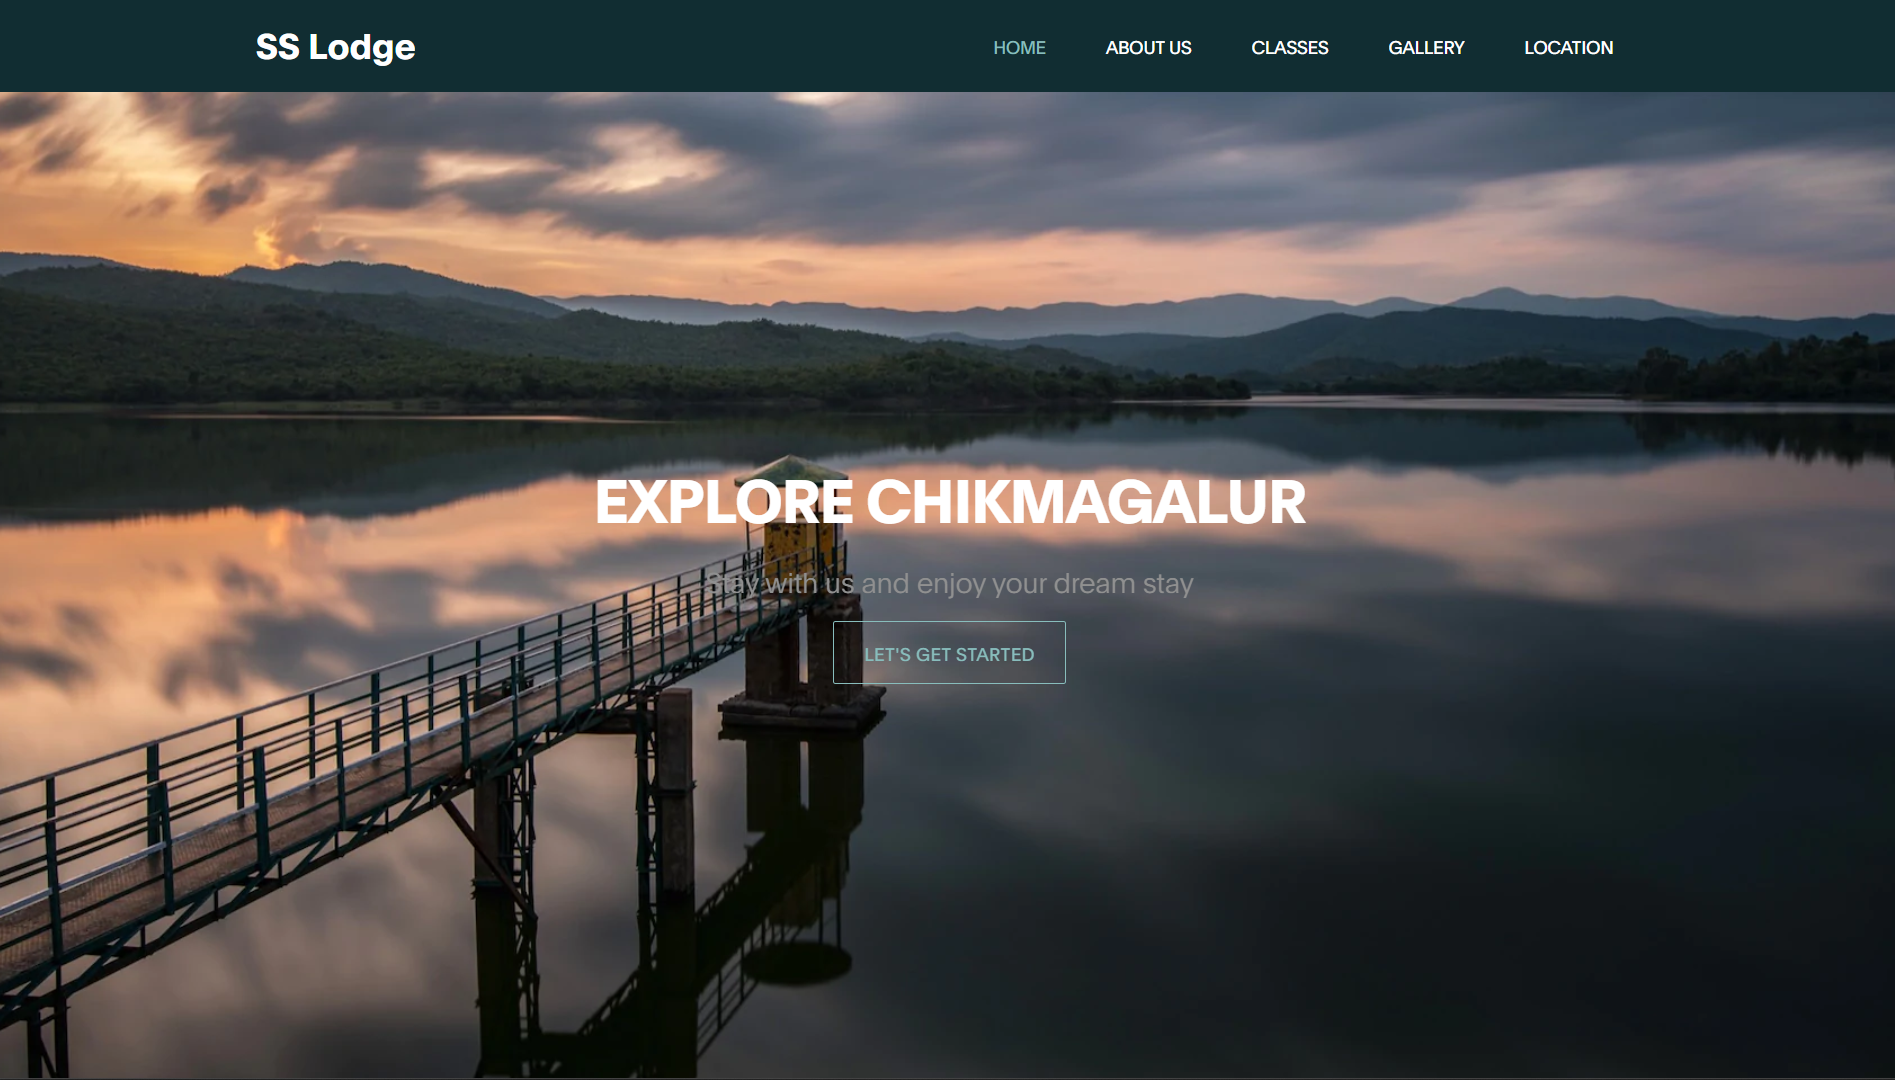 SS Lodge
HOME ABOUT US CLASSES GALLERY LOCATION
EXPLORE CHIKMAGALUR
Stay with us and enjoy your dream stay
LET'S GET STARTED